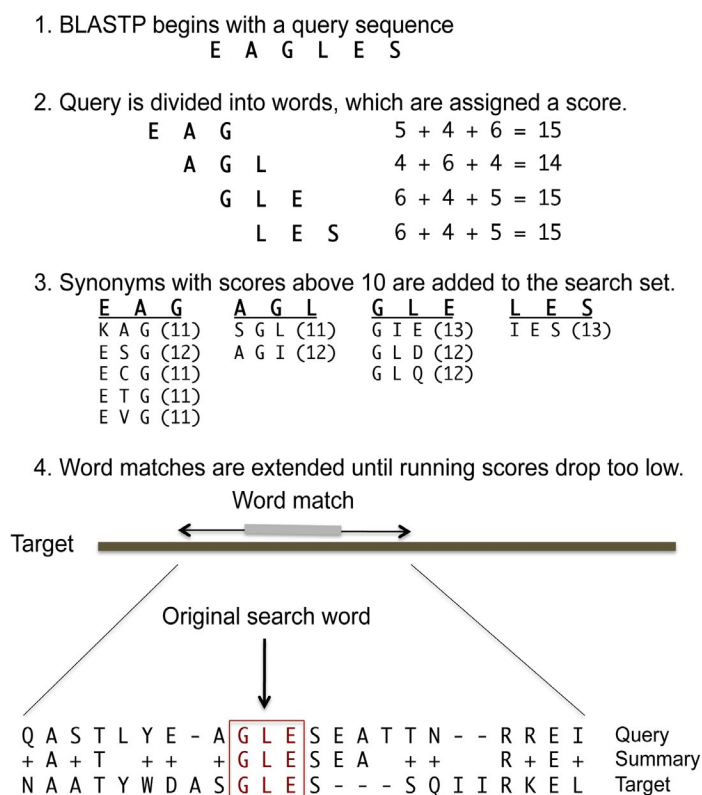 1. BLASTP begins with a query sequence
E A G L E S
2. Query is divided into words, which are assigned a score.
E A G 5 + 4 + 6 = 15
A G L 4 + 6 + 4 = 14
G L E 6 + 4 + 5 = 15
L E S 6 + 4 + 5 = 15
3. Synonyms with scores above 10 are added to the search set.
E A G A G L G L E L E S
K A G (11) S G L (11) G I E (13) I E S (13)
E S G (12) A G I (12) G L D (12)
E C G (11) G L Q (12)
E T G (11)
E V G (11)
4. Word matches are extended until running scores drop too low.
Word match
Target
Original search word
Q A S T L Y E - A G L E S E A T T N - - R R E I Query
+ A + T + + + G L E S E A + + R + E + Summary
N A A T Y W D A S G L E S - - - S Q I I R K E L Target